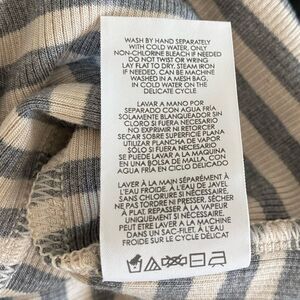 WASH BY HAND SEPARATELY
WITH COLD WATER, ONLY
NON-CHLORINE BLEACH IF NEEDED
DO NOT TWIST OR WRING
LAY FLAT TO DRY, STEAM IRON
IF NEEDED. CAN BE MACHINE
WASHED IN A MESH BAG,
IN COLD WATER ON THE
DELICATE CYCLE
LAVAR A MANO POR
SEPARADO CON AGUA FRÍA
SOLAMENTE BLANQUEADOR SIN
CLORO SI FUERA NECESARIO
NO EXPRIMIR NI RETORCER
SECAR SOBRE SUPERFICIE PLANA
UTILIZAR PLANCHA DE VAPOR
SÓLO SI FUERA NECESARIO
SE PUEDE LAVAR A LA MAQUINA
EN UNA BOLSA DE MALLA, CON
AGUA FRÍA EN EL CICLO
DELICADO
LAVER À LA MAIN SÉPARÉMENT À
L'EAU FROIDE, À L'EAU DE JAVEL
SANS CHLORE SI NÉCESSAIRE.
NE PAS TORDRE NI PRESSER, SÉCHER
À PLAT, REPASSER À LA VAPEUR
UNIQUEMENT SI NÉCESSAIRE.
PEUT ÊTRE LAVER A LA MACHINE
DANS UN SAC-FILET, A L'EAU
FROIDE SUR LE CYCLE DÉLICAT